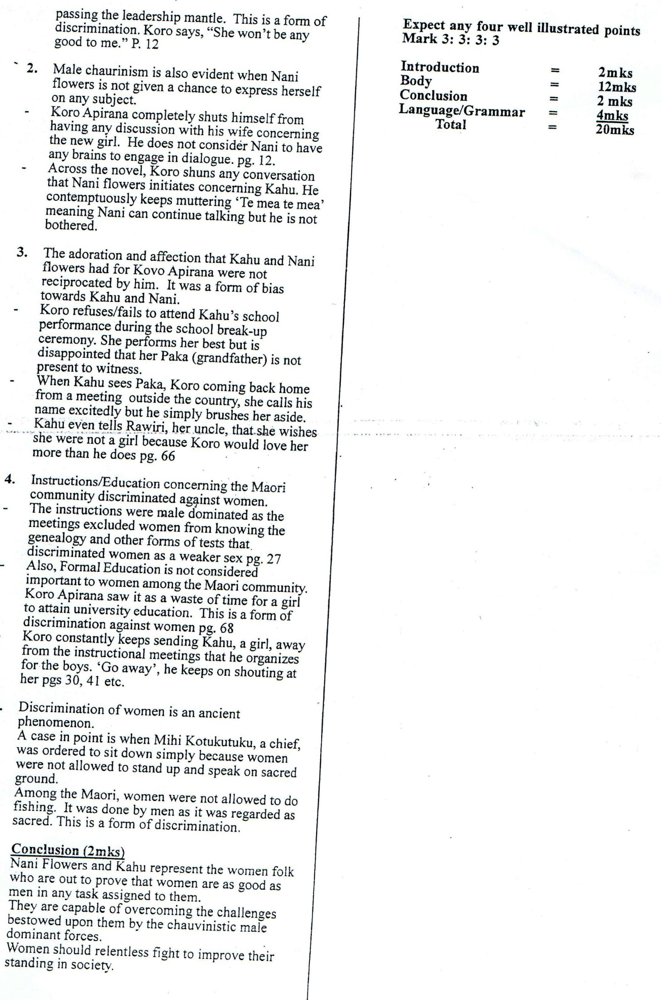 passing the leadership mantle. This is a form of
discrimination. Koro says, “She won’t be any
good to me.” P. 12
2. Male chaurinism is also evident when Nani
flowers is not given a chance to express herself
on any subject.
- Koro Apirana completely shuts himself from
having any discussion with his wife concerning
the new girl. He does not consider Nani to have
any brains to engage in dialogue. pg. 12.
- Across the novel, Koro shuns any conversation
that Nani flowers initiates concerning Kahu. He
contemptuously keeps muttering ‘Te mea te mea’
meaning Nani can continue talking but he is not
bothered.
3. The adoration and affection that Kahu and Nani
flowers had for Kovo Apirana were not
reciprocated by him. It was a form of bias
towards Kahu and Nani.
- Koro refuses/fails to attend Kahu’s school
performance during the school break-up
ceremony. She performs her best but is
disappointed that her Paka (grandfather) is not
present to witness.
- When Kahu sees Paka, Koro coming back home
from a meeting outside the country, she calls his
name excitedly but he simply brushes her aside.
- Kahu even tells Rawiri, her uncle, that she wishes
she were not a girl because Koro would love her
more than he does pg. 66
4. Instructions/Education concerning the Maori
community discriminated against women.
- The instructions were male dominated as the
meetings excluded women from knowing the
genealogy and other forms of tests that
discriminated women as a weaker sex pg. 27
- Also, Formal Education is not considered
important to women among the Maori community.
Koro Apirana saw it as a waste of time for a girl
to attain university education. This is a form of
discrimination against women pg. 68
Koro constantly keeps sending Kahu, a girl, away
from the instructional meetings that he organizes
for the boys. ‘Go away’, he keeps on shouting at
her pgs 30, 41 etc.
. Discrimination of women is an ancient
phenomenon.
A case in point is when Mihi Kotukutuku, a chief,
was ordered to sit down simply because women
were not allowed to stand up and speak on sacred
ground.
Among the Maori, women were not allowed to do
fishing. It was done by men as it was regarded as
sacred. This is a form of discrimination.
Conclusion (2mks)
Nani Flowers and Kahu represent the women folk
who are out to prove that women are as good as
men in any task assigned to them.
They are capable of overcoming the challenges
bestowed upon them by the chauvinistic male
dominant forces.
Women should relentless fight to improve their
standing in society.
Expect any four well illustrated points
Mark 3: 3: 3: 3
Introduction = 2mks
Body = 12mks
Conclusion = 2 mks
Language/Grammar = 4mks
Total = 20mks